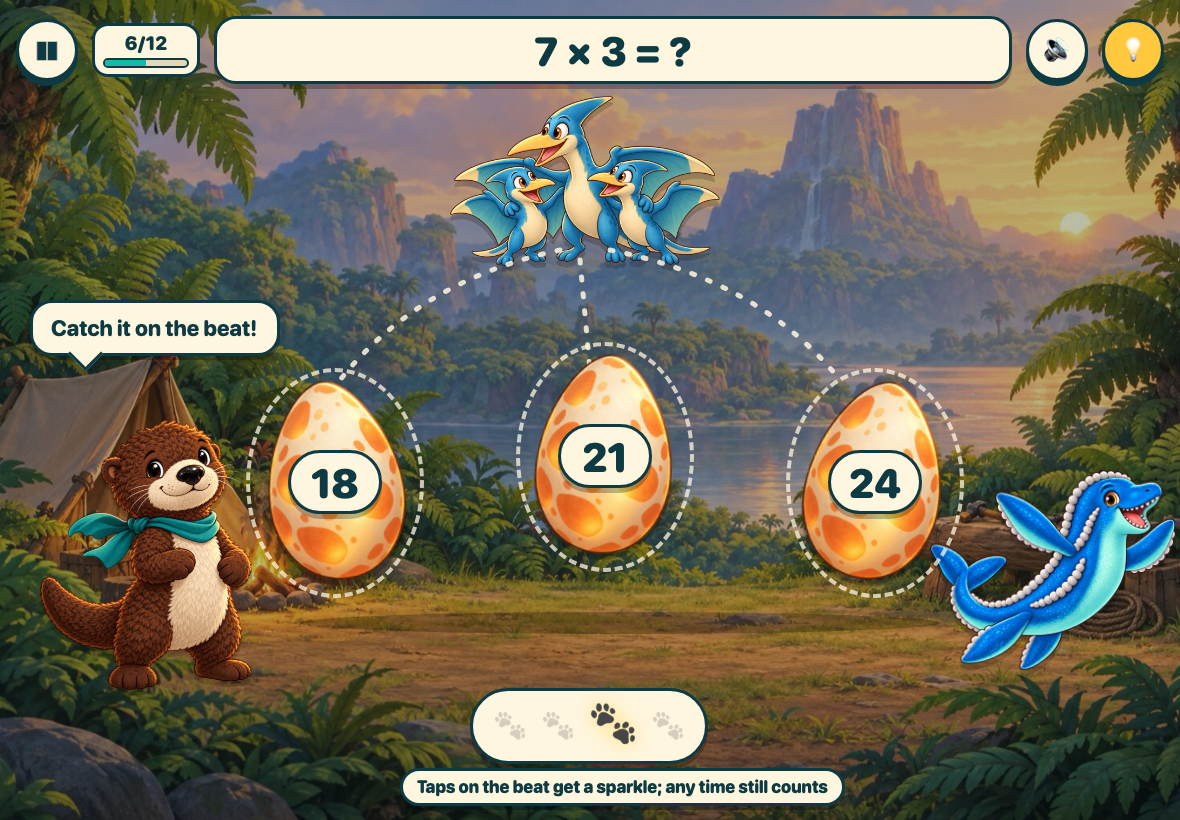 6/12
7 × 3 = ?
Catch it on the beat!
18
21
24
Taps on the beat get a sparkle; any time still counts